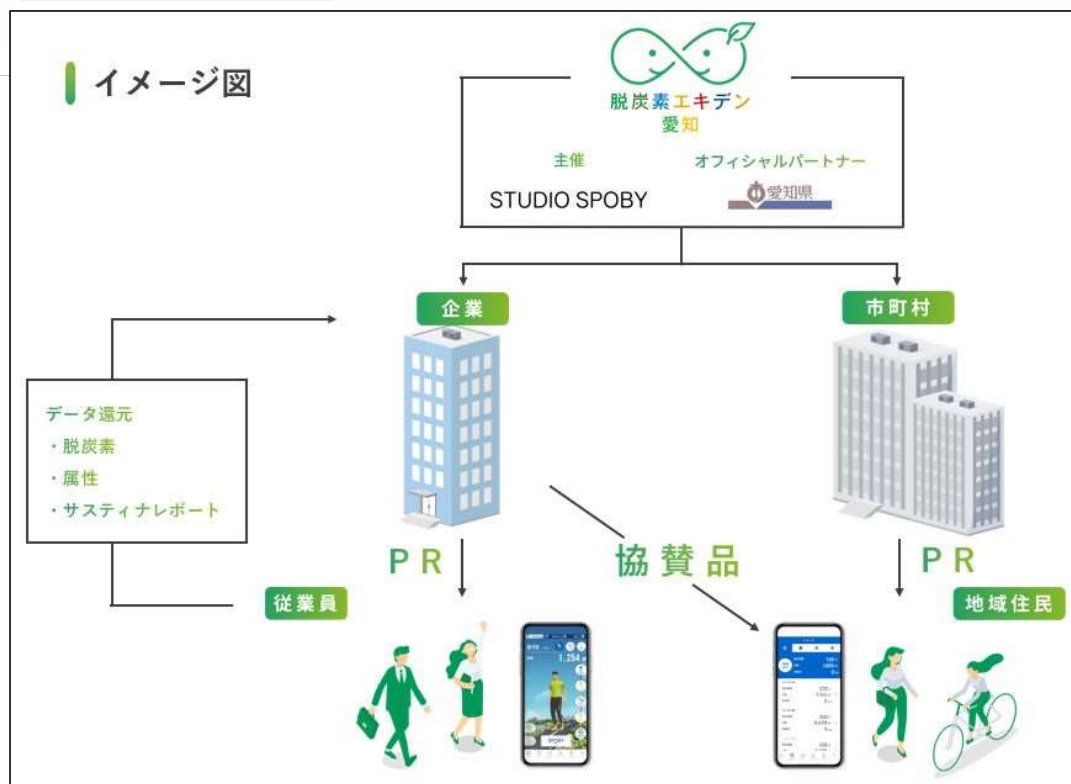 イメージ図
脱炭素エキデン
愛知
主催
オフィシャルパートナー
STUDIO SPOBY
愛知県
企業
市町村
データ還元
・脱炭素
・属性
・サスティナレポート
PR
協賛品
PR
従業員
地域住民
1,254
SPOBY